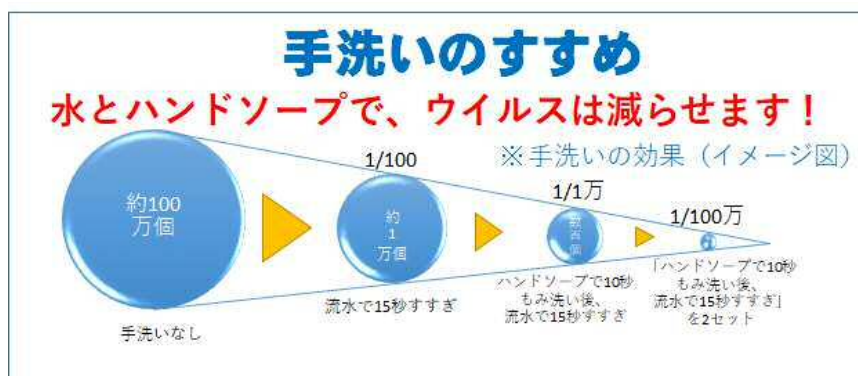 手洗いのすすめ
水とハンドソープで、ウイルスは減らせます！
※手洗いの効果（イメージ図）
約100
万個
手洗いなし
1/100
約
1
万個
流水で15秒すすぎ
1/1万
数
百
個
ハンドソープで10秒
もみ洗い後、
流水で15秒すすぎ
1/100万
「ハンドソープで10秒
もみ洗い後、
流水で15秒すすぎ」
を2セット